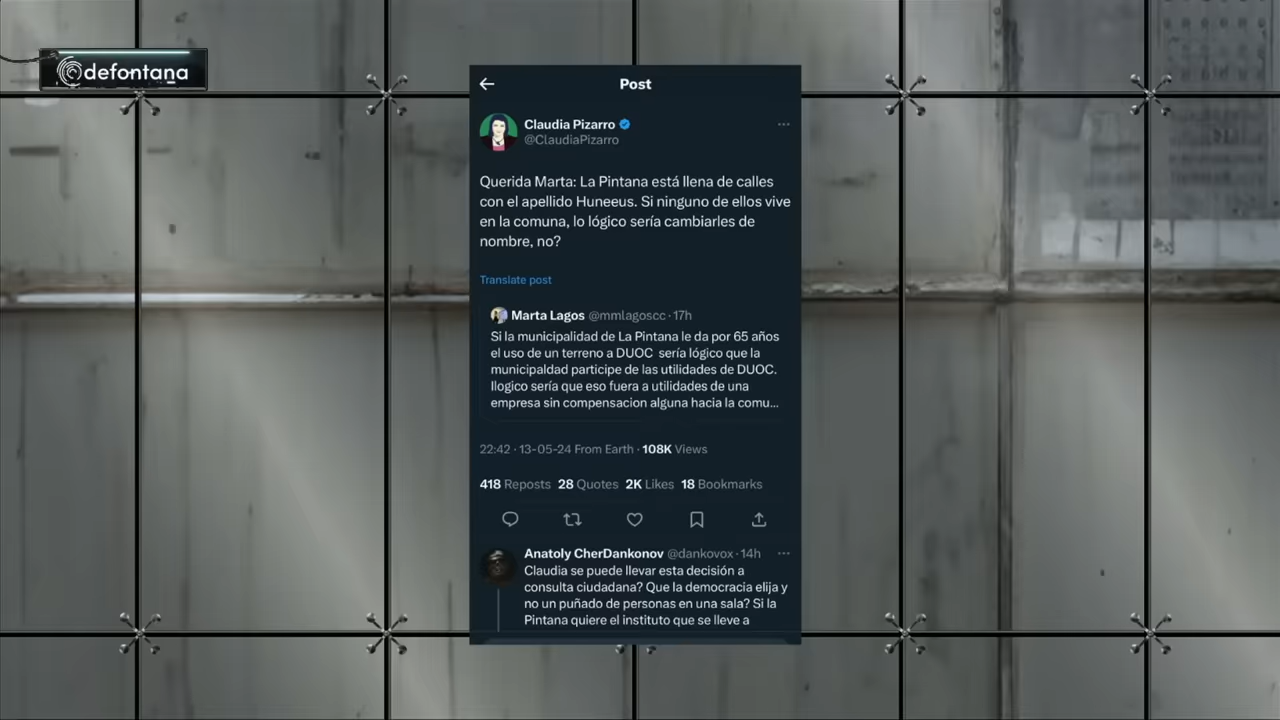 defontana
Post
Claudia Pizarro
@ClaudiaPizarro
Querida Marta: La Pintana está llena de calles
con el apellido Huneeus. Si ninguno de ellos vive
en la comuna, lo lógico sería cambiarles de
nombre, no?
Translate post
Marta Lagos @mmlagoscc · 17h
Si la municipalidad de La Pintana le da por 65 años
el uso de un terreno a DUOC sería lógico que la
municipaldad participe de las utilidades de DUOC.
Ilogico sería que eso fuera a utilidades de una
empresa sin compensacion alguna hacia la comu...
22:42 · 13-05-24 From Earth · 108K Views
418 Reposts 28 Quotes 2K Likes 18 Bookmarks
Anatoly CherDankonov @dankovox · 14h
Claudia se puede llevar esta decisión a
consulta ciudadana? Que la democracia elija y
no un puñado de personas en una sala? Si la
Pintana quiere el instituto que se lleve a